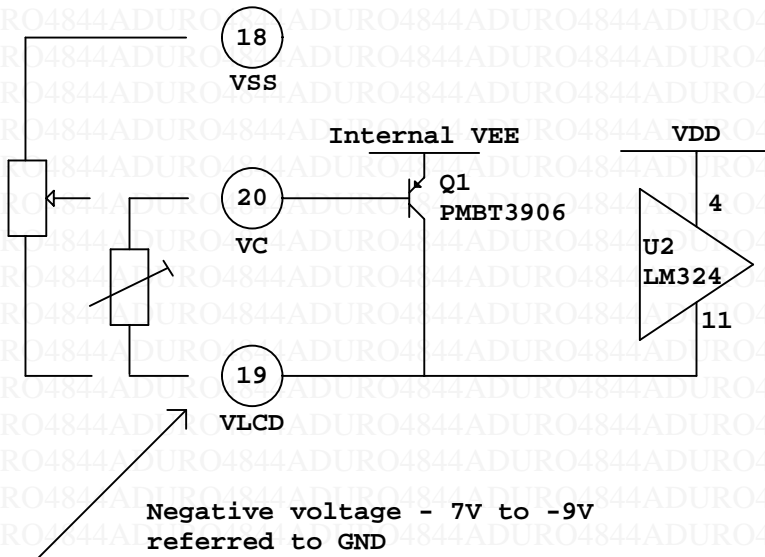 18
VSS
Internal VEE
VDD
Q1
PMBT3906
20
VC
4
U2
LM324
11
19
VLCD
Negative voltage - 7V to -9V
referred to GND
RO4844ADURO4844ADURO4844ADURO4844ADURO4844ADURO4